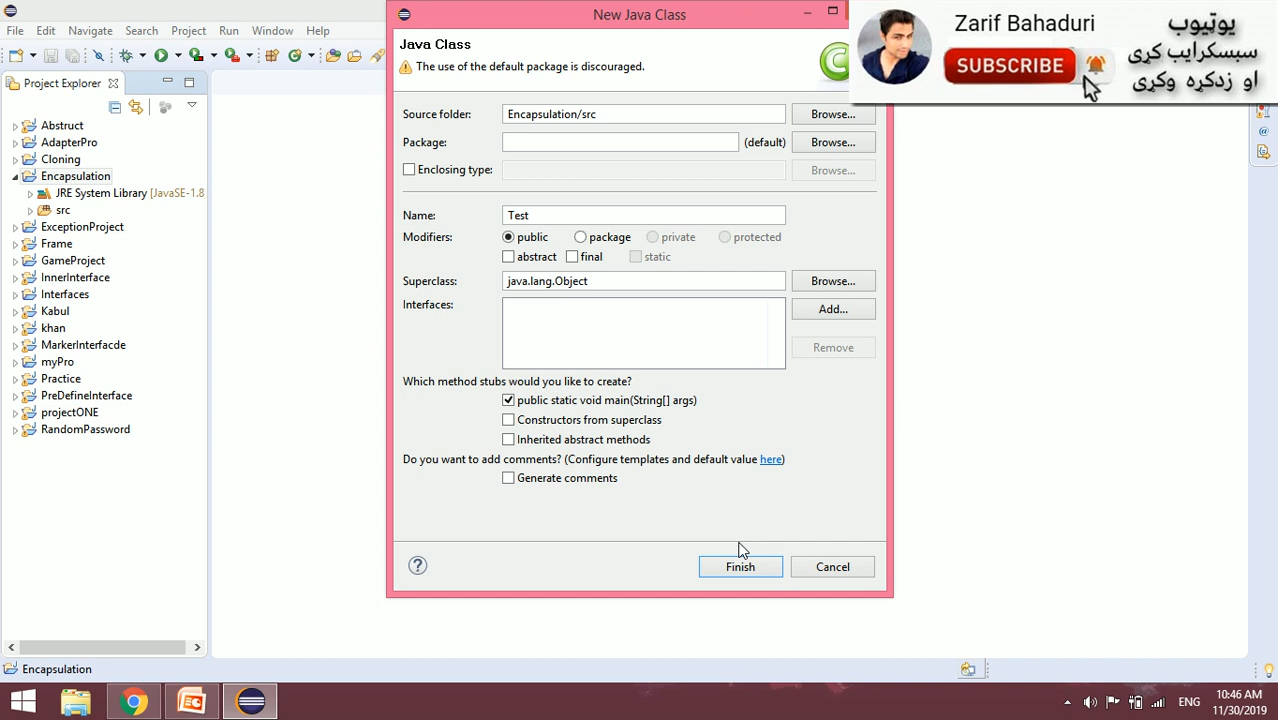 New Java Class
File Edit Navigate Search Project Run Window Help
Project Explorer
Abstruct
AdapterPro
Cloning
Encapsulation
JRE System Library [JavaSE-1.8
src
ExceptionProject
Frame
GameProject
InnerInterface
Interfaces
Kabul
khan
MarkerInterfacde
myPro
Practice
PreDefineInterface
projectONE
RandomPassword
Java Class
The use of the default package is discouraged.
Source folder: Encapsulation/src Browse...
Package: (default) Browse...
Enclosing type: Browse...
Name: Test
Modifiers: public package private protected
abstract final static
Superclass: java.lang.Object Browse...
Interfaces: Add...
Remove
Which method stubs would you like to create?
public static void main(String[] args)
Constructors from superclass
Inherited abstract methods
Do you want to add comments? (Configure templates and default value here)
Generate comments
? Finish Cancel
Zarif Bahaduri
SUBSCRIBE
یوټیوب
سبسکرایب کړی
او زدکړه وکړی
Encapsulation
ENG
10:46 AM
11/30/2019